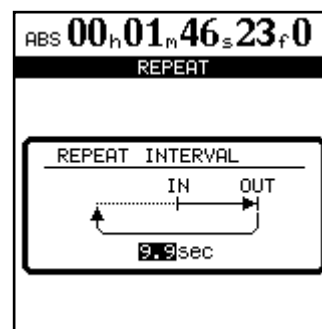 ABS 00h01m46s23f0
REPEAT
REPEAT INTERVAL
IN OUT
9.9sec